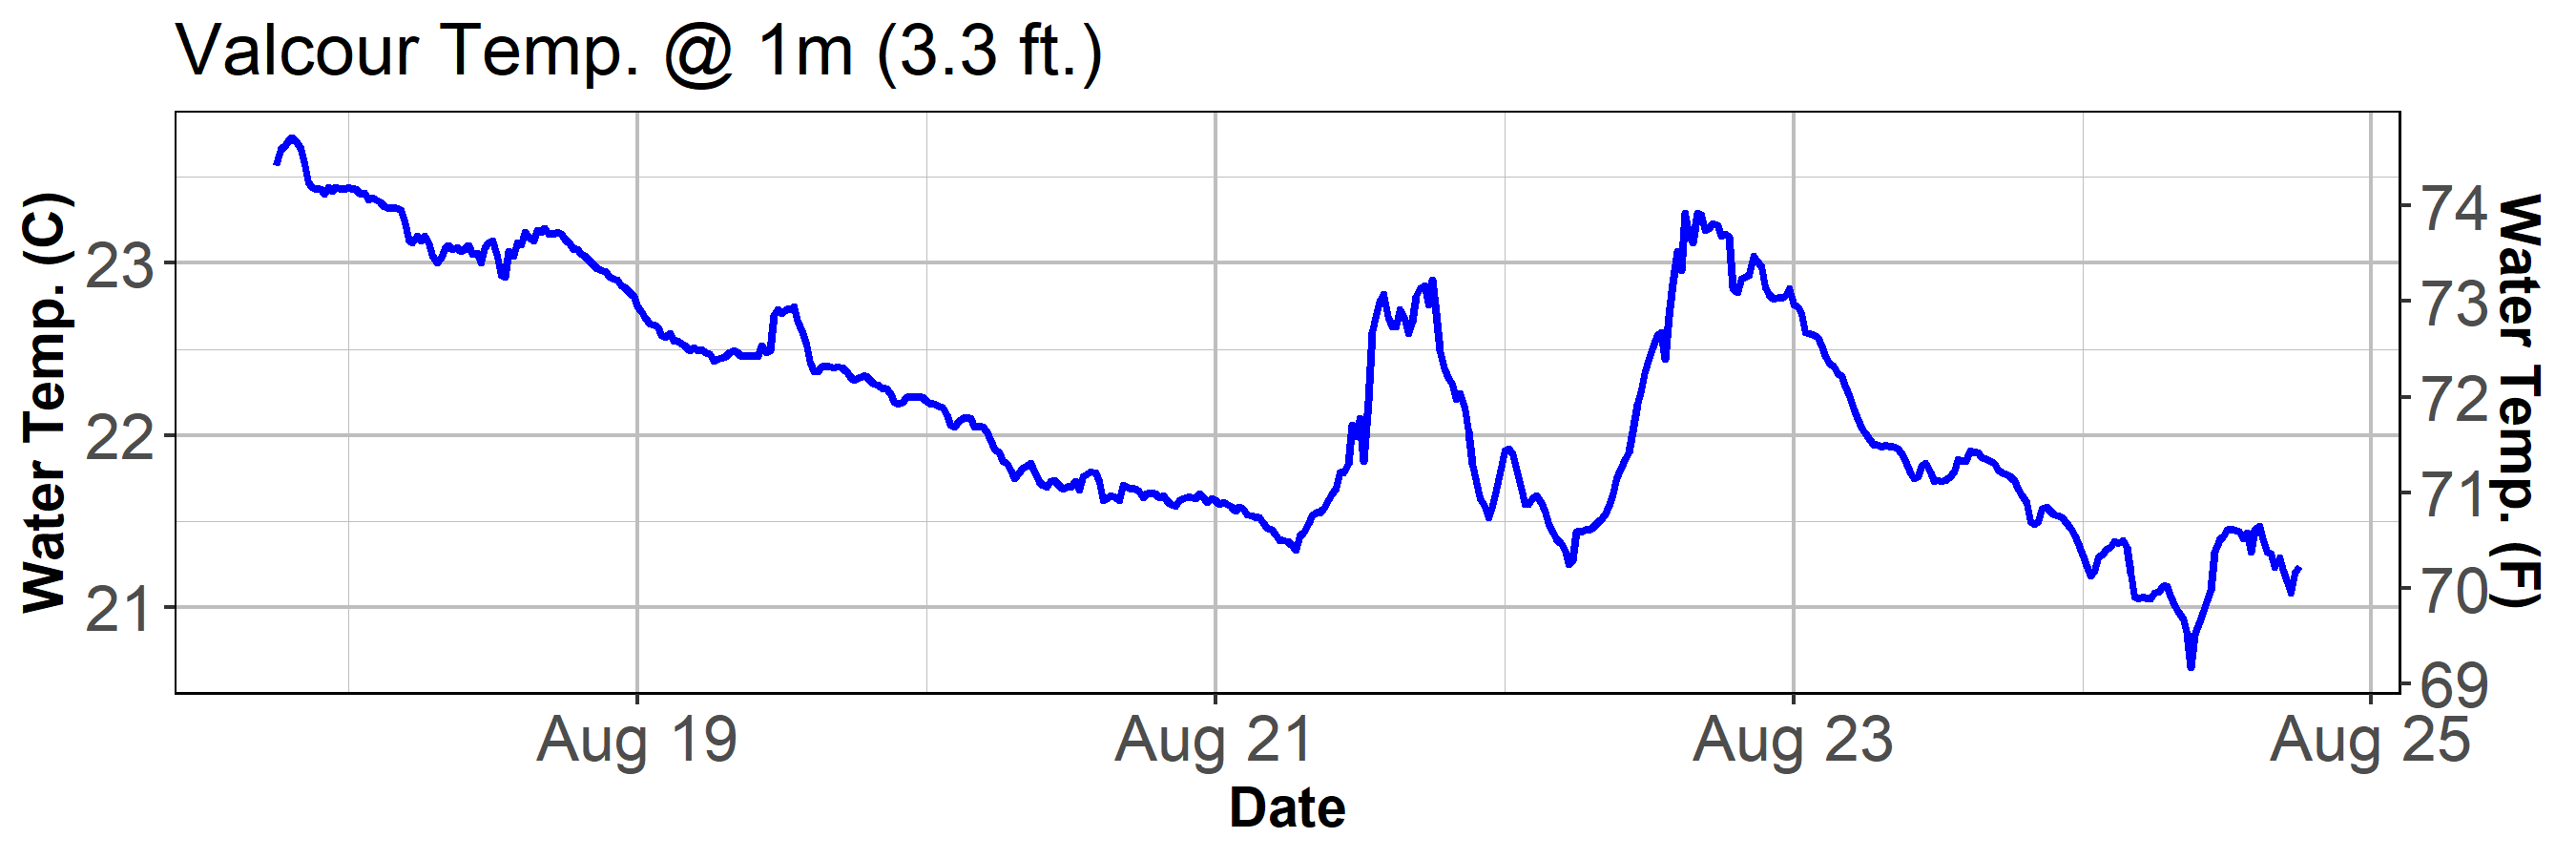 Valcour Temp. @ 1m (3.3 ft.)
Water Temp. (C)
23
22
21
74
73
72
71
70
69
Water Temp. (F)
Aug 19
Aug 21
Aug 23
Aug 25
Date